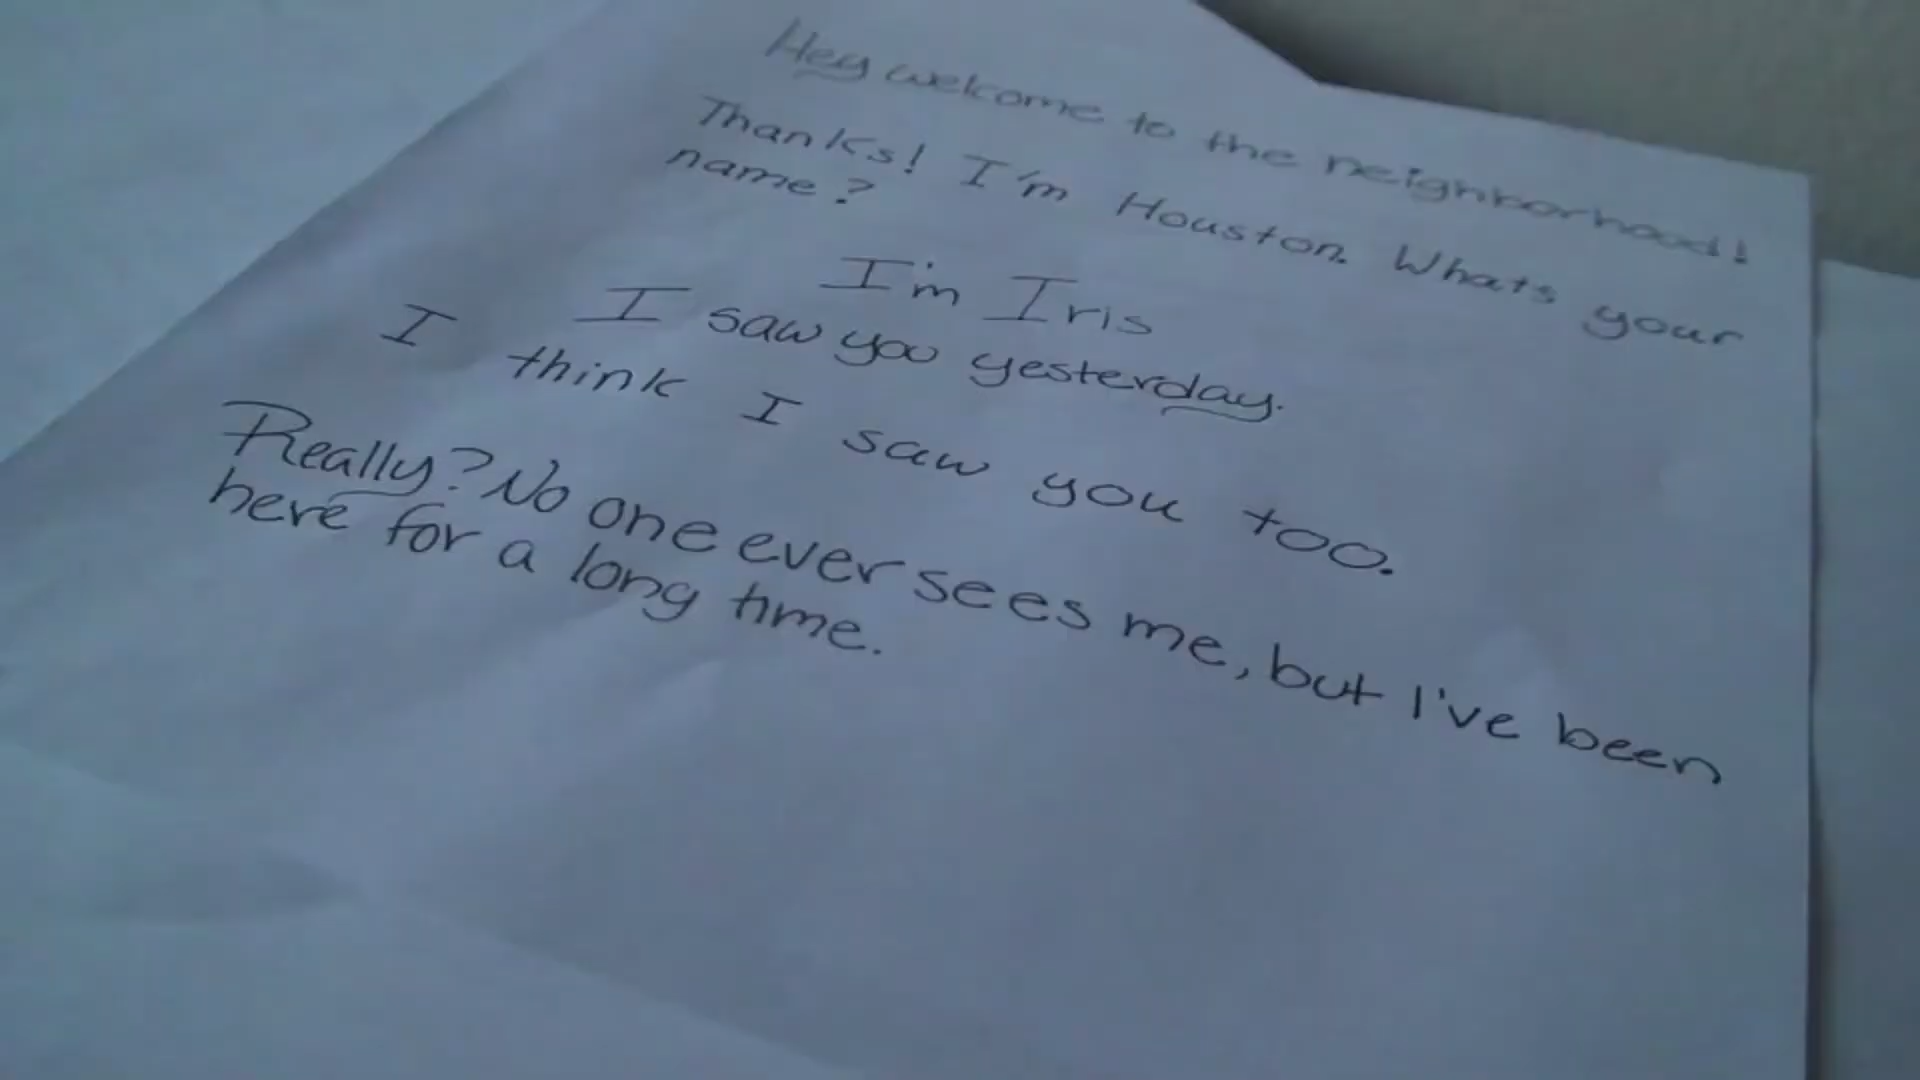 Hey welcome to the neighborhood!
Thanks! I'm Houston. Whats your
name?
I'm Iris
I saw you yesterday.
I think I saw you too.
Really? No one ever sees me, but I've been
here for a long time.